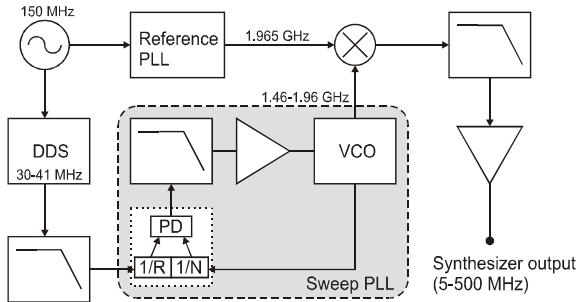 150 MHz
Reference
PLL
1.965 GHz
1.46-1.96 GHz
DDS
30-41 MHz
VCO
PD
1/R
1/N
Sweep PLL
Synthesizer output
(5-500 MHz)